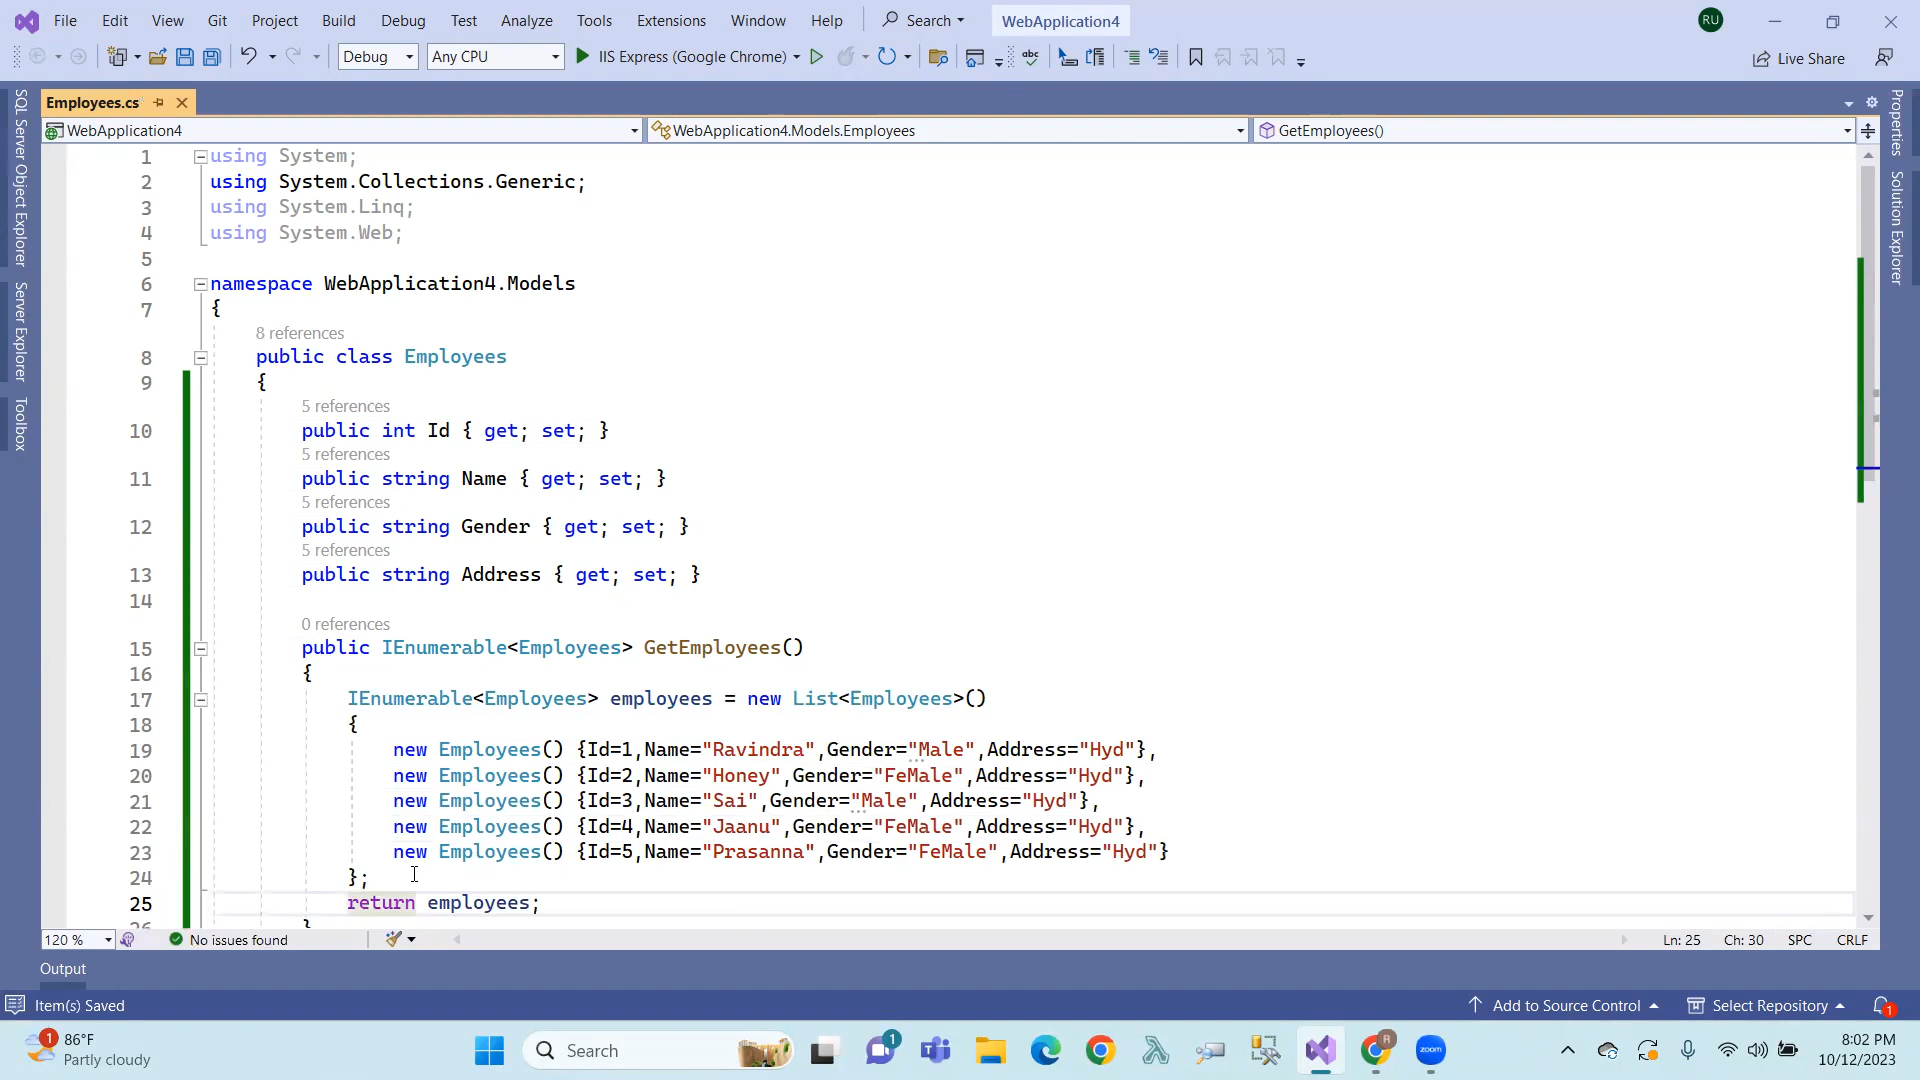 File Edit View Git Project Build Debug Test Analyze Tools Extensions Window Help Search WebApplication4 RU
Debug Any CPU IIS Express (Google Chrome) Live Share
Employees.cs
WebApplication4 WebApplication4.Models.Employees GetEmployees()
SQL Server Object Explorer
Server Explorer
Toolbox
Properties
Solution Explorer
1 using System;
2 using System.Collections.Generic;
3 using System.Linq;
4 using System.Web;
5
6 namespace WebApplication4.Models
7 {
8 references
8 public class Employees
9 {
5 references
10 public int Id { get; set; }
5 references
11 public string Name { get; set; }
5 references
12 public string Gender { get; set; }
5 references
13 public string Address { get; set; }
14
0 references
15 public IEnumerable<Employees> GetEmployees()
16 {
17 IEnumerable<Employees> employees = new List<Employees>()
18 {
19 new Employees() {Id=1,Name="Ravindra",Gender="Male",Address="Hyd"},
20 new Employees() {Id=2,Name="Honey",Gender="FeMale",Address="Hyd"},
21 new Employees() {Id=3,Name="Sai",Gender="Male",Address="Hyd"},
22 new Employees() {Id=4,Name="Jaanu",Gender="FeMale",Address="Hyd"},
23 new Employees() {Id=5,Name="Prasanna",Gender="FeMale",Address="Hyd"}
24 };
25 return employees;
26 }
120 % No issues found Ln: 25 Ch: 30 SPC CRLF
Output
Item(s) Saved Add to Source Control Select Repository 1
1 86°F
Partly cloudy
Search 1 R zoom
8:02 PM
10/12/2023